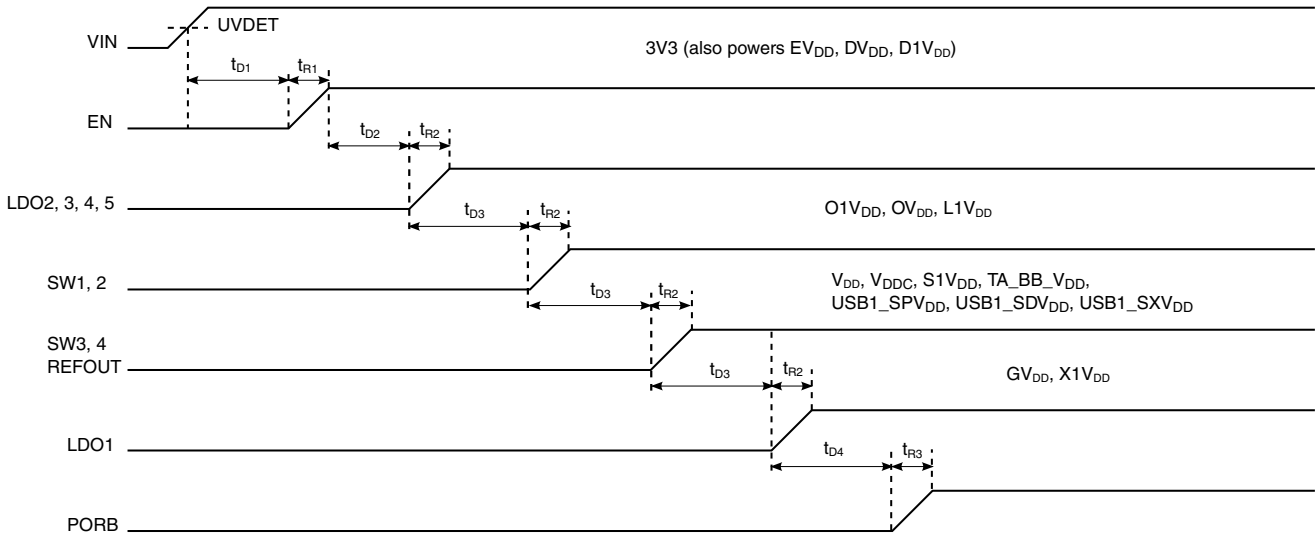 UVDET
VIN
3V3 (also powers EVDD, DVDD, D1VDD)
tD1
tR1
EN
tD2
tR2
LDO2, 3, 4, 5
tD3
tR2
O1VDD, OVDD, L1VDD
SW1, 2
tD3
tR2
VDD, VDDC, S1VDD, TA_BB_VDD,
USB1_SPVDD, USB1_SDVDD, USB1_SXVDD
SW3, 4
REFOUT
tD3
tR2
GVDD, X1VDD
LDO1
tD4
tR3
PORB